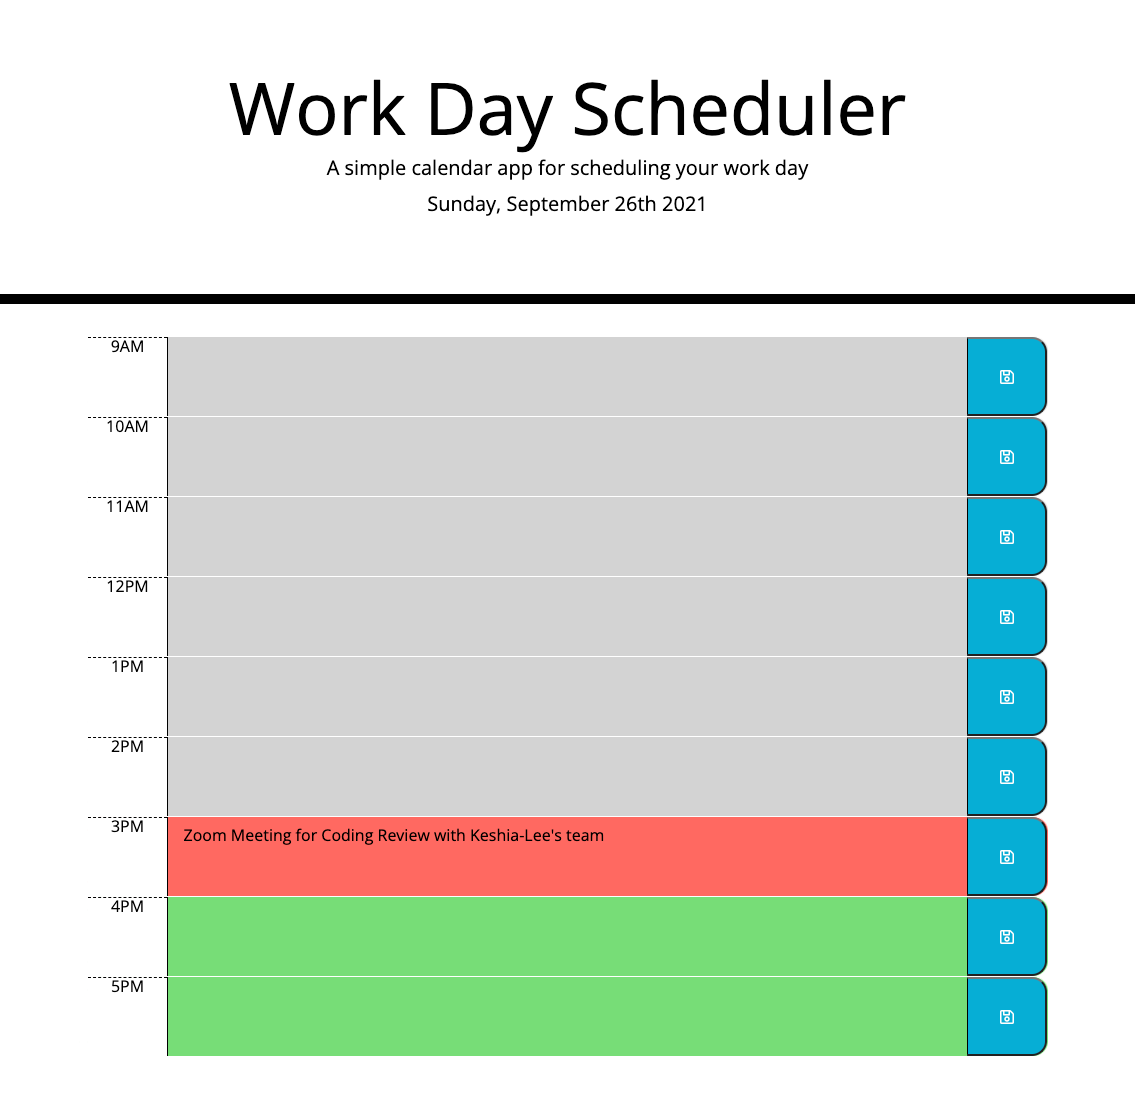 Work Day Scheduler
A simple calendar app for scheduling your work day
Sunday, September 26th 2021
9AM
10AM
11AM
12PM
1PM
2PM
3PM
Zoom Meeting for Coding Review with Keshia-Lee's team
4PM
5PM